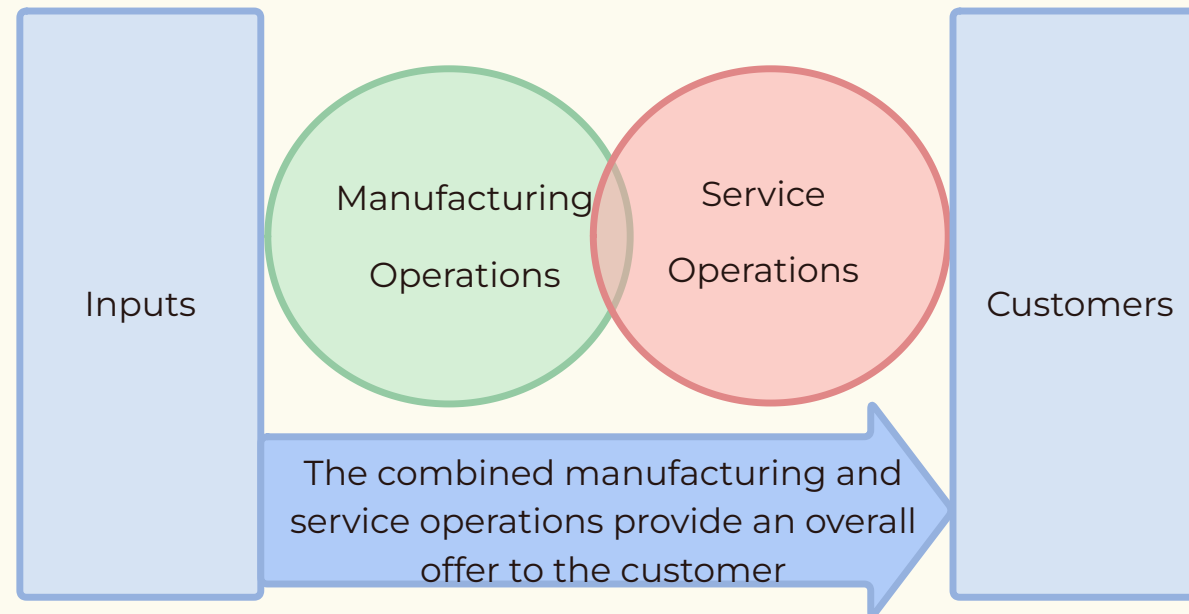 Inputs
Manufacturing
Operations
Service
Operations
Customers
The combined manufacturing and
service operations provide an overall
offer to the customer